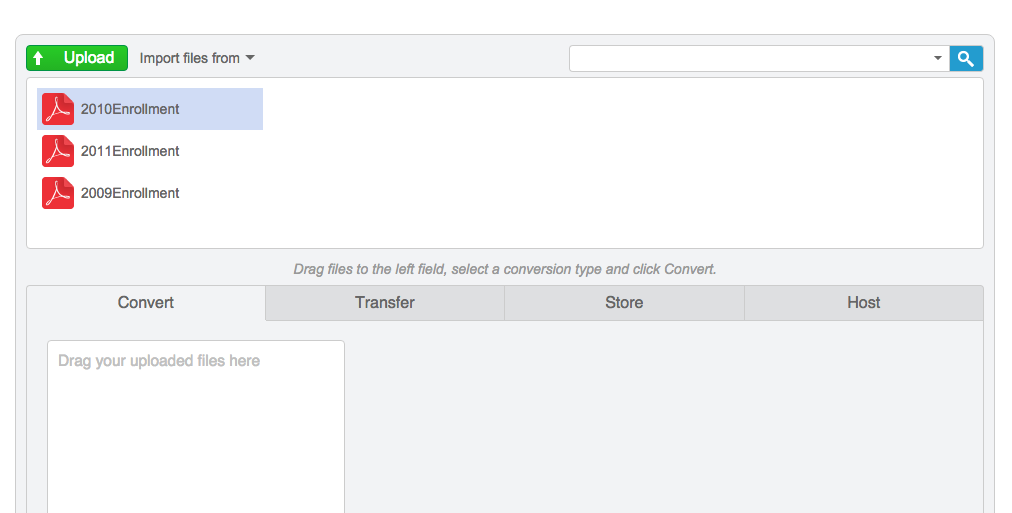 Upload Import files from
2010Enrollment
2011Enrollment
2009Enrollment
Drag files to the left field, select a conversion type and click Convert.
Convert Transfer Store Host
Drag your uploaded files here